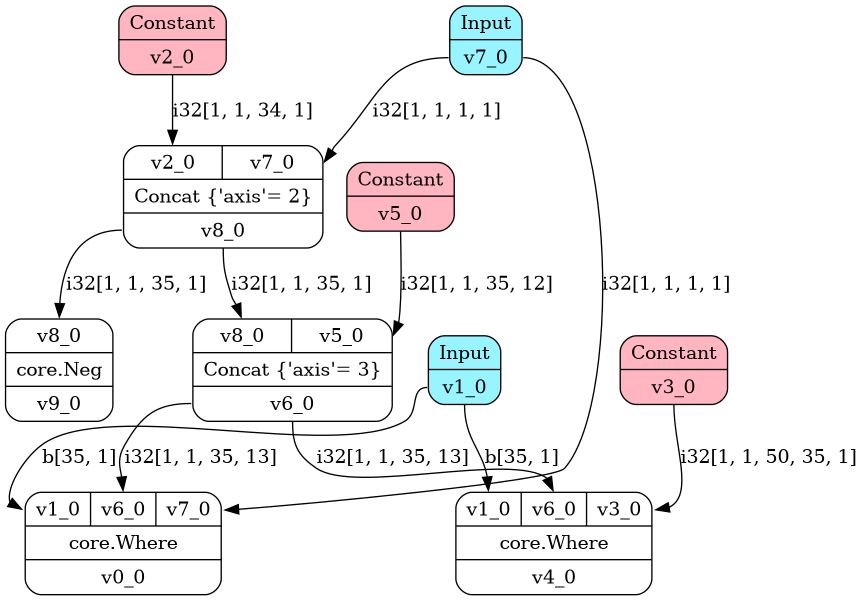 Constant
v2_0
Input
v7_0
i32[1, 1, 34, 1]
i32[1, 1, 1, 1]
v2_0 v7_0
Concat {'axis'= 2}
v8_0
Constant
v5_0
i32[1, 1, 35, 1]
i32[1, 1, 35, 1]
i32[1, 1, 35, 12]
i32[1, 1, 1, 1]
v8_0
core.Neg
v9_0
v8_0 v5_0
Concat {'axis'= 3}
v6_0
Input
v1_0
Constant
v3_0
b[35, 1]
i32[1, 1, 35, 13]
i32[1, 1, 35, 13]
b[35, 1]
i32[1, 1, 50, 35, 1]
v1_0 v6_0 v7_0
core.Where
v0_0
v1_0 v6_0 v3_0
core.Where
v4_0